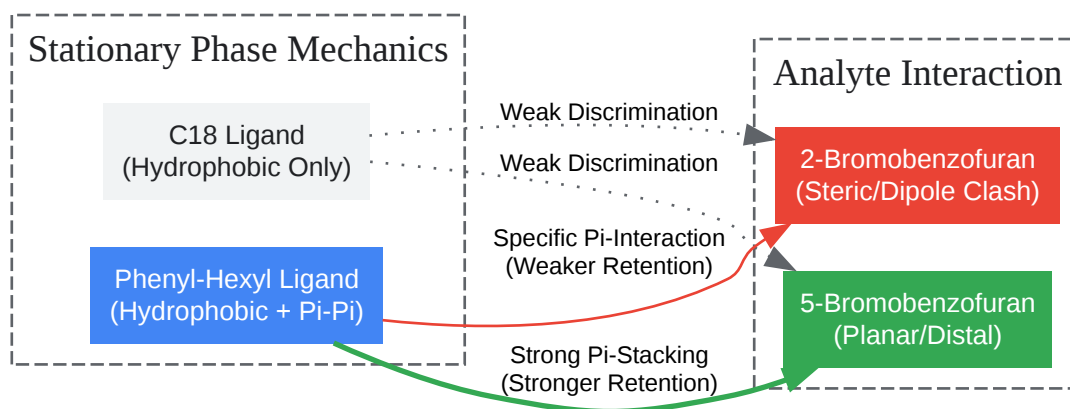 Stationary Phase Mechanics
C18 Ligand
(Hydrophobic Only)
Phenyl-Hexyl Ligand
(Hydrophobic + Pi-Pi)
Weak Discrimination
Weak Discrimination
Specific Pi-Interaction
(Weaker Retention)
Strong Pi-Stacking
(Stronger Retention)
Analyte Interaction
2-Bromobenzofuran
(Steric/Dipole Clash)
5-Bromobenzofuran
(Planar/Distal)